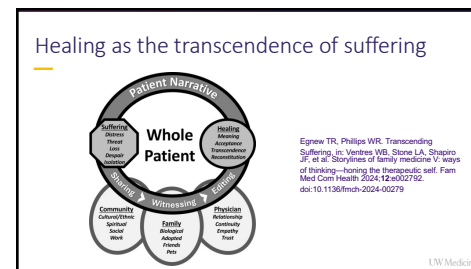 Healing as the transcendence of suffering
Patient Narrative
Suffering
Distress
Threat
Loss
Despair
Isolation
Whole
Patient
Healing
Meaning
Acceptance
Transcendence
Reconstitution
Sharing
Witnessing
Editing
Community
Cultural/Ethnic
Spiritual
Social
Work
Family
Biological
Adopted
Friends
Pets
Physician
Relationship
Continuity
Empathy
Trust
Egnew TR, Phillips WR. Transcending
Suffering, in: Ventres WB, Stone LA, Shapiro
JF, et al. Storylines of family medicine V: ways
of thinking—honing the therapeutic self. Fam
Med Com Health 2024;12:e002792.
doi:10.1136/fmch-2024-00279
UW Medicin